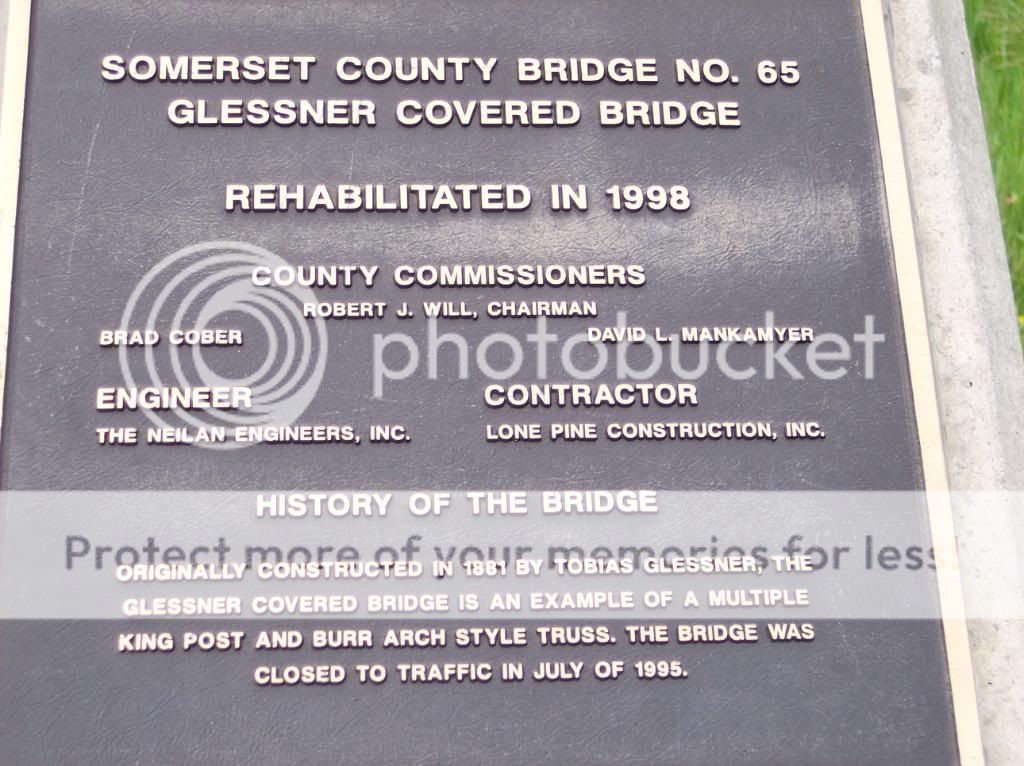 SOMERSET COUNTY BRIDGE NO. 65
GLESSNER COVERED BRIDGE
REHABILITATED IN 1998
COUNTY COMMISSIONERS
ROBERT J. WILL, CHAIRMAN
BRAD COBER DAVID L. MANKAMYER
photobucket
ENGINEER CONTRACTOR
THE NEILAN ENGINEERS, INC. LONE PINE CONSTRUCTION, INC.
HISTORY OF THE BRIDGE
Protect more of your memories for less.
ORIGINALLY CONSTRUCTED IN 1881 BY TOBIAS GLESSNER, THE
GLESSNER COVERED BRIDGE IS AN EXAMPLE OF A MULTIPLE
KING POST AND BURR ARCH STYLE TRUSS. THE BRIDGE WAS
CLOSED TO TRAFFIC IN JULY OF 1995.